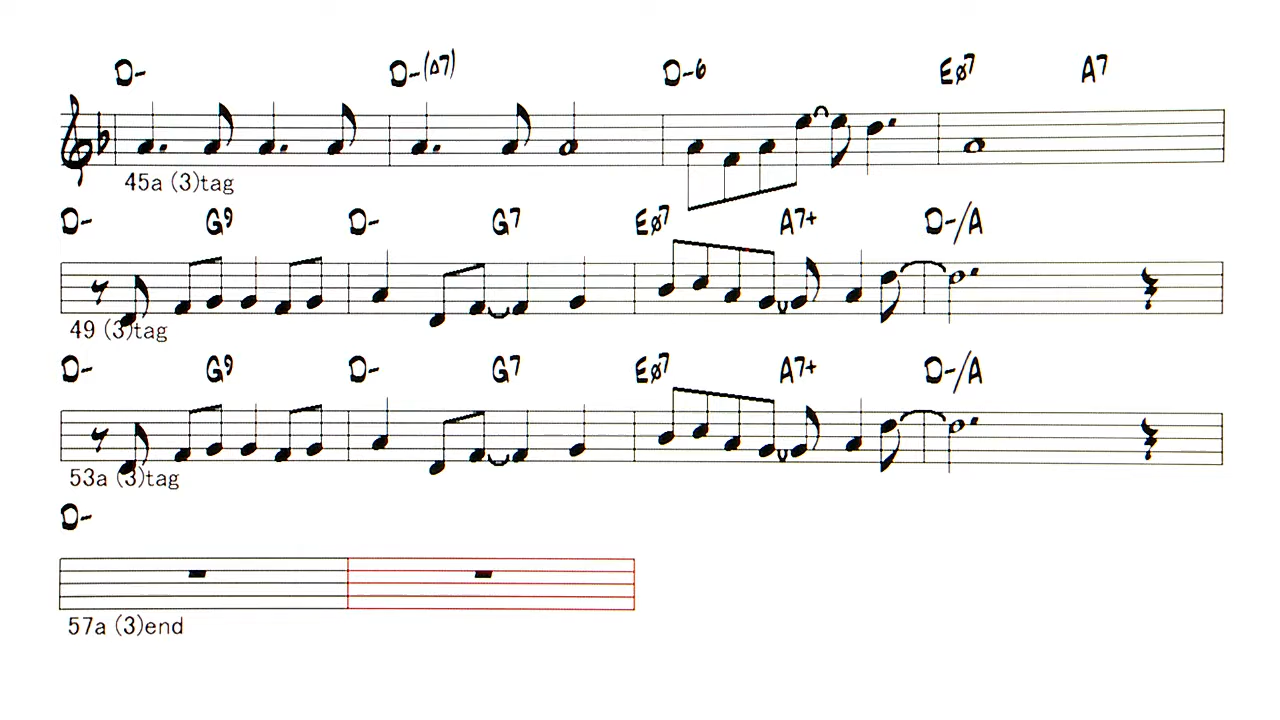 D- D-(Δ7) D-6 Eø7 A7
45a (3)tag
D- G9 D- G7 Eø7 A7+ D-/A
49 (3)tag
D- G9 D- G7 Eø7 A7+ D-/A
53a (3)tag
D-
57a (3)end